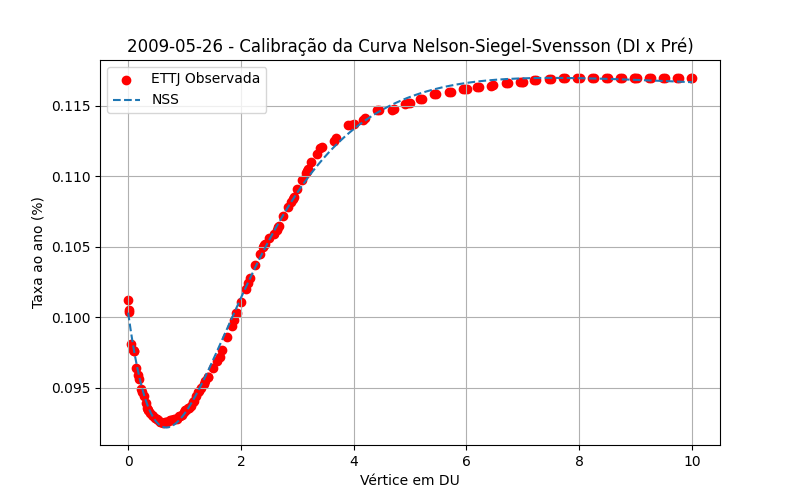 2009-05-26 - Calibração da Curva Nelson-Siegel-Svensson (DI x Pré)
ETTJ Observada
NSS
Taxa ao ano (%)
0.115
0.110
0.105
0.100
0.095
0 2 4 6 8 10
Vértice em DU